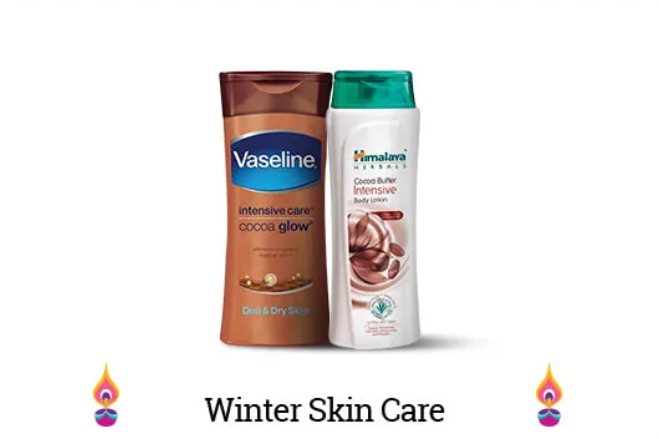 Vaseline
intensive care
cocoa glow
Dull & Dry Skin
Himalaya
HERBALS
Cocoa Butter
Intensive
Body Lotion
Winter Skin Care